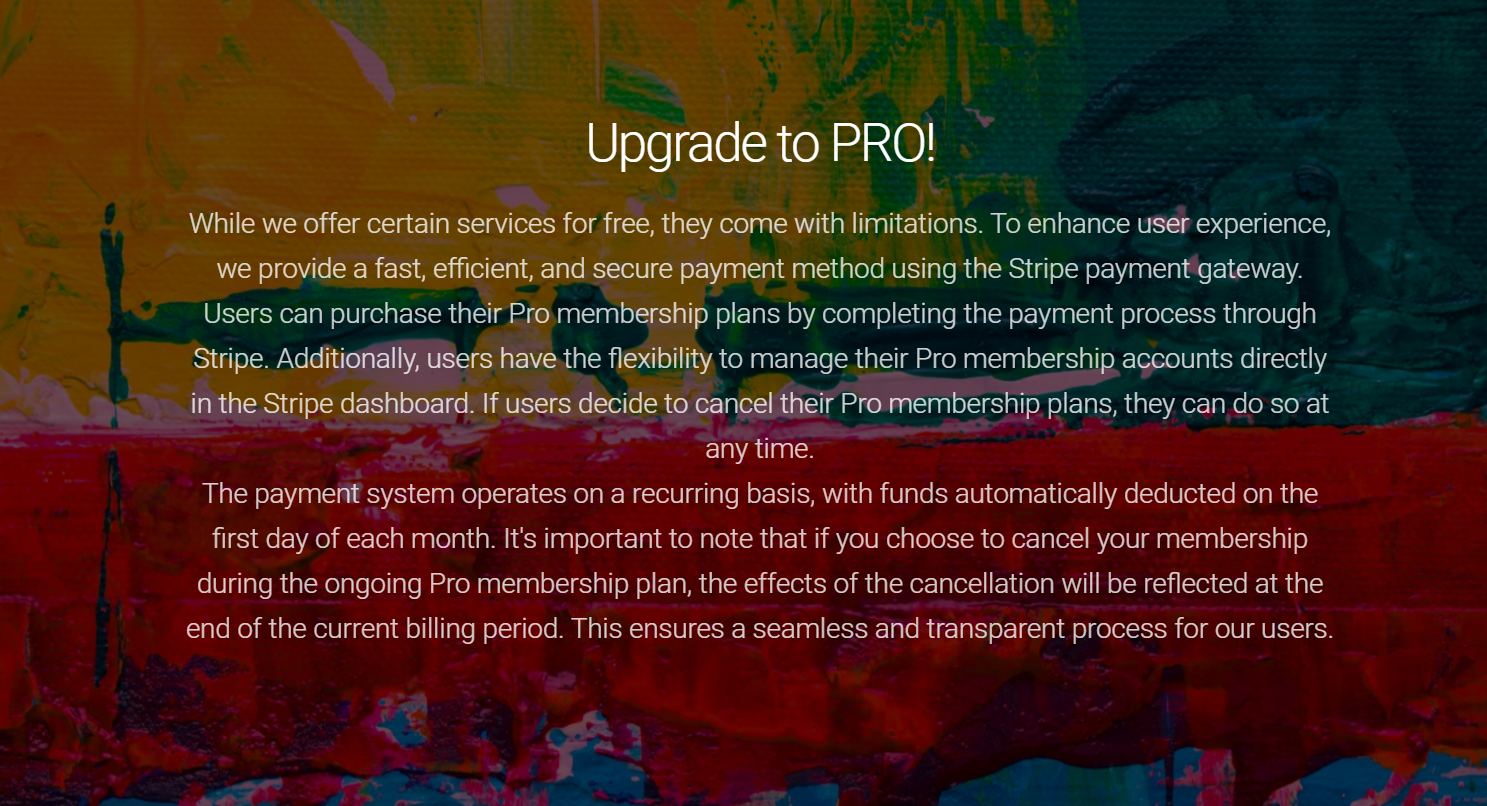 Upgrade to PRO!
While we offer certain services for free, they come with limitations. To enhance user experience,
we provide a fast, efficient, and secure payment method using the Stripe payment gateway.
Users can purchase their Pro membership plans by completing the payment process through
Stripe. Additionally, users have the flexibility to manage their Pro membership accounts directly
in the Stripe dashboard. If users decide to cancel their Pro membership plans, they can do so at
any time.
The payment system operates on a recurring basis, with funds automatically deducted on the
first day of each month. It's important to note that if you choose to cancel your membership
during the ongoing Pro membership plan, the effects of the cancellation will be reflected at the
end of the current billing period. This ensures a seamless and transparent process for our users.